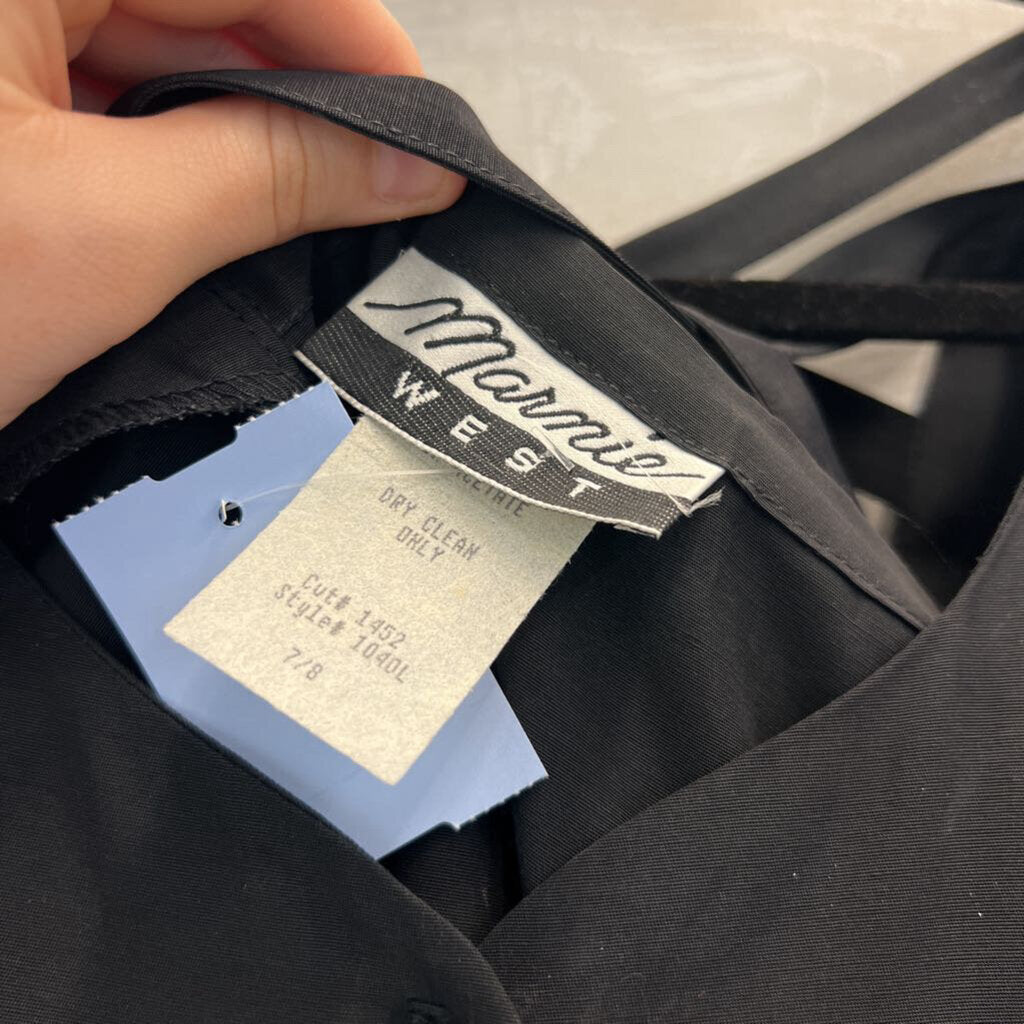 Marnie
WEST
DRY CLEAN
ONLY
Cut# 1452
Style# 1040L
7/8